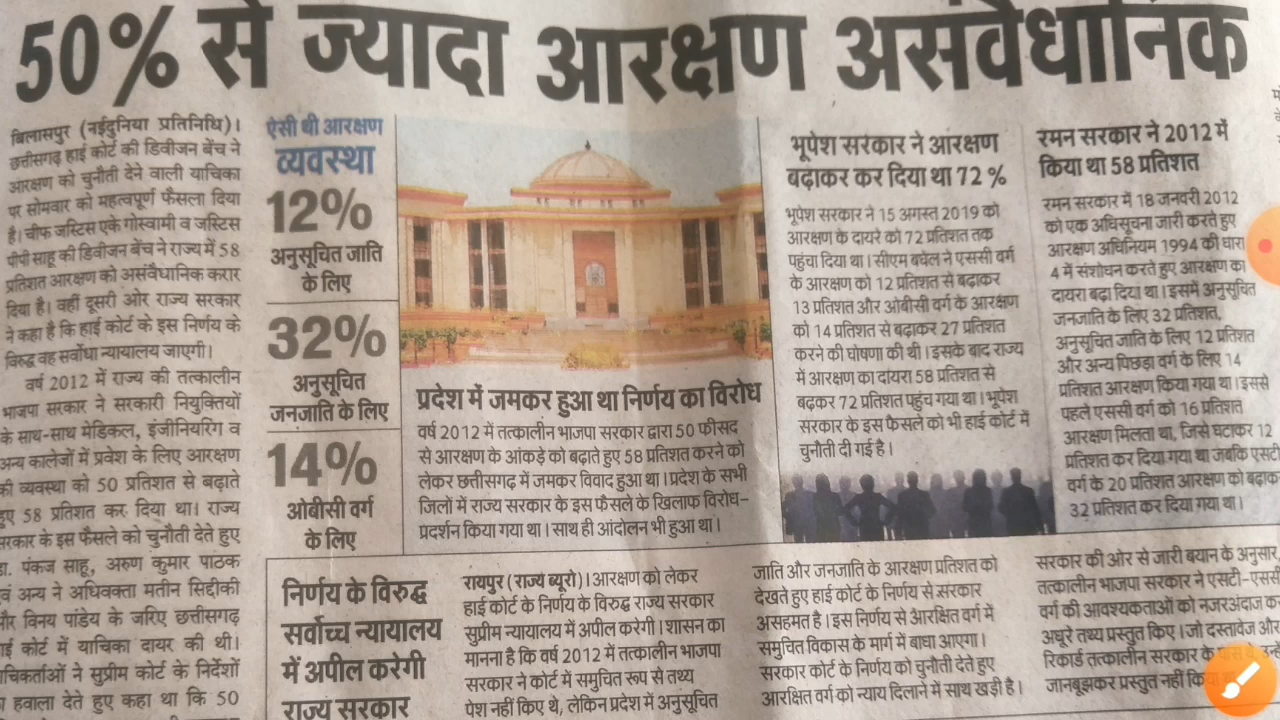 50% से ज्यादा आरक्षण असंवैधानिक
बिलासपुर (नईदुनिया प्रतिनिधि)।
छत्तीसगढ़ हाई कोर्ट की डिवीजन बेंच ने
आरक्षण को चुनौती देने वाली याचिका
पर सोमवार को महत्वपूर्ण फैसला दिया
है। चीफ जस्टिस एके गोस्वामी व जस्टिस
पीपी साहू की डिवीजन बेंच ने राज्य में 58
प्रतिशत आरक्षण को असंवैधानिक करार
दिया है। वहीं दूसरी ओर राज्य सरकार
ने कहा है कि हाई कोर्ट के इस निर्णय के
विरुद्ध वह सर्वोधा न्यायालय जाएगी।
वर्ष 2012 में राज्य की तत्कालीन
भाजपा सरकार ने सरकारी नियुक्तियों
के साथ-साथ मेडिकल, इंजीनियरिंग व
अन्य कालेजों में प्रवेश के लिए आरक्षण
की व्यवस्था को 50 प्रतिशत से बढ़ाते
हुए 58 प्रतिशत कर दिया था। राज्य
सरकार के इस फैसले को चुनौती देते हुए
डा. पंकज साहू, अरुण कुमार पाठक
एवं अन्य ने अधिवक्ता मतीन सिद्दीकी
और विनय पांडेय के जरिए छत्तीसगढ़
हाई कोर्ट में याचिका दायर की थी।
याचिकर्ताओं ने सुप्रीम कोर्ट के निर्देशों
का हवाला देते हुए कहा था कि 50
ऐसी थी आरक्षण
व्यवस्था
12%
अनुसूचित जाति
के लिए
32%
अनुसूचित
जनजाति के लिए
14%
ओबीसी वर्ग
के लिए
प्रदेश में जमकर हुआ था निर्णय का विरोध
वर्ष 2012 में तत्कालीन भाजपा सरकार द्वारा 50 फीसद
से आरक्षण के आंकड़े को बढ़ाते हुए 58 प्रतिशत करने को
लेकर छत्तीसगढ़ में जमकर विवाद हुआ था। प्रदेश के सभी
जिलों में राज्य सरकार के इस फैसले के खिलाफ विरोध-
प्रदर्शन किया गया था। साथ ही आंदोलन भी हुआ था।
भूपेश सरकार ने आरक्षण
बढ़ाकर कर दिया था 72 %
भूपेश सरकार ने 15 अगस्त 2019 को
आरक्षण के दायरे को 72 प्रतिशत तक
पहुंचा दिया था। सीएम बघेल ने एससी वर्ग
के आरक्षण को 12 प्रतिशत से बढ़ाकर
13 प्रतिशत और ओबीसी वर्ग के आरक्षण
को 14 प्रतिशत से बढ़ाकर 27 प्रतिशत
करने की घोषणा की थी। इसके बाद राज्य
में आरक्षण का दायरा 58 प्रतिशत से
बढ़कर 72 प्रतिशत पहुंच गया था। भूपेश
सरकार के इस फैसले को भी हाई कोर्ट में
चुनौती दी गई है।
रमन सरकार ने 2012 में
किया था 58 प्रतिशत
रमन सरकार में 18 जनवरी 2012
को एक अधिसूचना जारी करते हुए
आरक्षण अधिनियम 1994 की धारा
4 में संशोधन करते हुए आरक्षण का
दायरा बढ़ा दिया था। इसमें अनुसूचित
जनजाति के लिए 32 प्रतिशत,
अनुसूचित जाति के लिए 12 प्रतिशत
और अन्य पिछड़ा वर्ग के लिए 14
प्रतिशत आरक्षण किया गया था। इससे
पहले एससी वर्ग को 16 प्रतिशत
आरक्षण मिलता था, जिसे घटाकर 12
प्रतिशत कर दिया गया था जबकि एसटी
वर्ग के 20 प्रतिशत आरक्षण को बढ़ाकर
32 प्रतिशत कर दिया गया था।
निर्णय के विरुद्ध
सर्वोच्च न्यायालय
में अपील करेगी
राज्य सरकार
रायपुर (राज्य ब्यूरो)। आरक्षण को लेकर
हाई कोर्ट के निर्णय के विरुद्ध राज्य सरकार
सुप्रीम न्यायालय में अपील करेगी। शासन का
मानना है कि वर्ष 2012 में तत्कालीन भाजपा
सरकार ने कोर्ट में समुचित रूप से तथ्य
पेश नहीं किए थे, लेकिन प्रदेश में अनुसूचित
जाति और जनजाति के आरक्षण प्रतिशत को
देखते हुए हाई कोर्ट के निर्णय से सरकार
असहमत है। इस निर्णय से आरक्षित वर्ग में
समुचित विकास के मार्ग में बाधा आएगी।
सरकार कोर्ट के निर्णय को चुनौती देते हुए
आरक्षित वर्ग को न्याय दिलाने में साथ खड़ी है।
सरकार की ओर से जारी बयान के अनुसार
तत्कालीन भाजपा सरकार ने एसटी-एससी
वर्ग की आवश्यकताओं को नजरअंदाज कर
अधूरे तथ्य प्रस्तुत किए। जो दस्तावेज और
रिकार्ड तत्कालीन सरकार के पास थे उन्हें
जानबूझकर प्रस्तुत नहीं